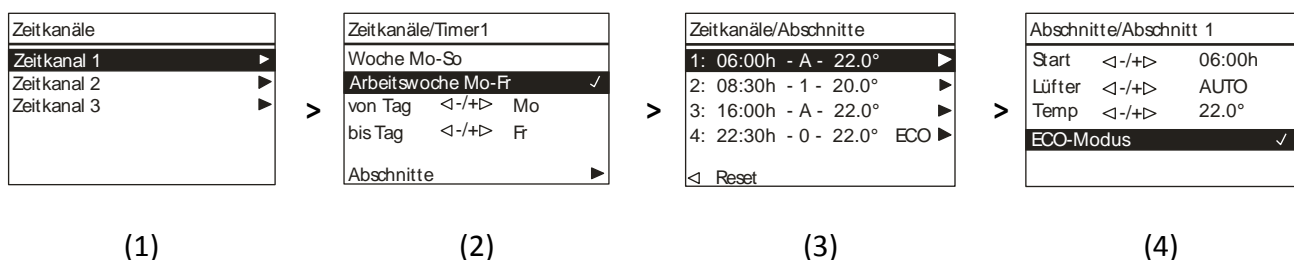 Zeitkanäle
Zeitkanal 1 ▶
Zeitkanal 2 ▶
Zeitkanal 3 ▶
>
Zeitkanäle/Timer1
Woche Mo-So
Arbeitswoche Mo-Fr ✓
von Tag ◁-/+▷ Mo
bis Tag ◁-/+▷ Fr
Abschnitte ▶
>
Zeitkanäle/Abschnitte
1: 06:00h - A - 22.0° ▶
2: 08:30h - 1 - 20.0° ▶
3: 16:00h - A - 22.0° ▶
4: 22:30h - 0 - 22.0° ECO ▶
◁ Reset
>
Abschnitte/Abschnitt 1
Start ◁-/+▷ 06:00h
Lüfter ◁-/+▷ AUTO
Temp ◁-/+▷ 22.0°
ECO-Modus ✓
(1) (2) (3) (4)